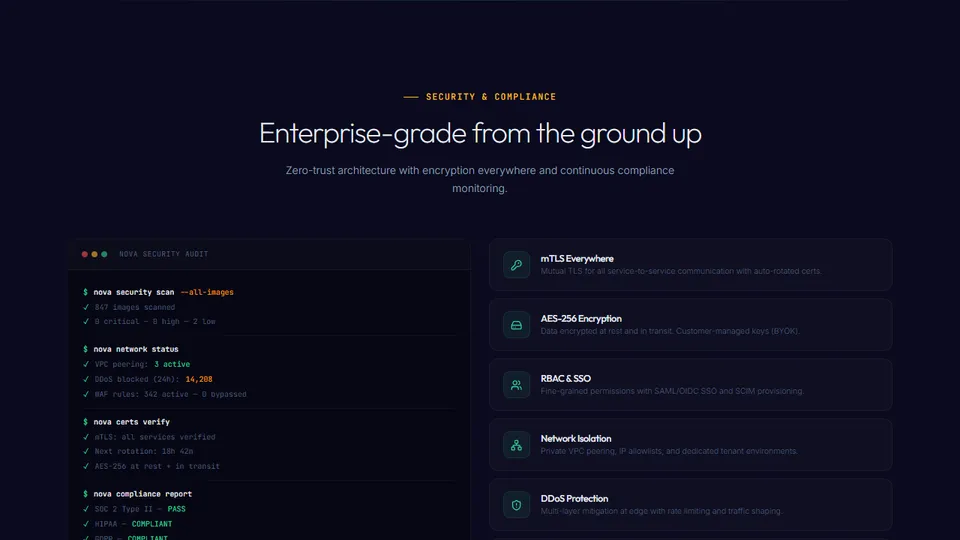 — SECURITY & COMPLIANCE
Enterprise-grade from the ground up
Zero-trust architecture with encryption everywhere and continuous compliance
monitoring.
NOVA SECURITY AUDIT
$ nova security scan --all-images
✓ 847 images scanned
✓ 0 critical — 0 high — 2 low
$ nova network status
✓ VPC peering: 3 active
✓ DDoS blocked (24h): 14,208
✓ WAF rules: 342 active — 0 bypassed
$ nova certs verify
✓ mTLS: all services verified
✓ Next rotation: 18h 42m
✓ AES-256 at rest + in transit
$ nova compliance report
✓ SOC 2 Type II — PASS
✓ HIPAA — COMPLIANT
✓ GDPR — COMPLIANT
mTLS Everywhere
Mutual TLS for all service-to-service communication with auto-rotated certs.
AES-256 Encryption
Data encrypted at rest and in transit. Customer-managed keys (BYOK).
RBAC & SSO
Fine-grained permissions with SAML/OIDC SSO and SCIM provisioning.
Network Isolation
Private VPC peering, IP allowlists, and dedicated tenant environments.
DDoS Protection
Multi-layer mitigation at edge with rate limiting and traffic shaping.